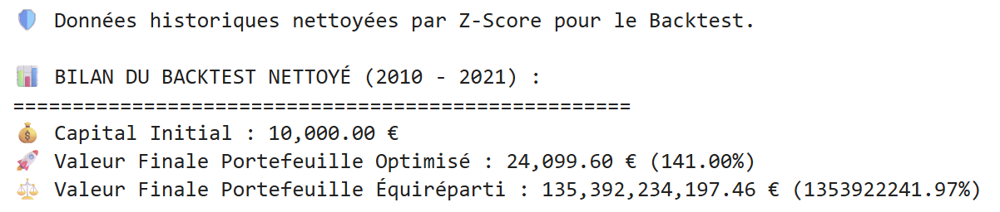 🛡️ Données historiques nettoyées par Z-Score pour le Backtest.
📊 BILAN DU BACKTEST NETTOYÉ (2010 - 2021) :
====================================================
💰 Capital Initial : 10,000.00 €
🚀 Valeur Finale Portefeuille Optimisé : 24,099.60 € (141.00%)
⚖️ Valeur Finale Portefeuille Équiréparti : 135,392,234,197.46 € (1353922241.97%)